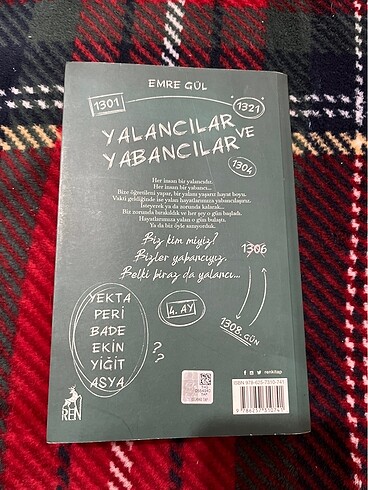 EMRE GÜL
1301
1321
YALANCILAR VE
YABANCILAR
1304
Her insan bir yalancıdır.
Her insan bir yabancı...
Bize öğretileni yapar, bir yalanı yaşarız hayat boyu.
Vakti geldiğinde ise yalan hayatlarımıza yabancılaşırız.
İsteyerek ya da zorunda kalarak...
Biz zorunda bırakıldık ve her şey o gün başladı.
Hayatlarımıza yalan o gün bulaştı.
Ya da biz öyle sanıyorduk.
Biz kim miyiz?
Bizler yabancıyız.
Belki biraz da yalancı...
1306
YEKTA
PERİ
BADE
EKİN
YİĞİT
ASYA
?
?
4. AY
1308. GÜN
REN
renkitap